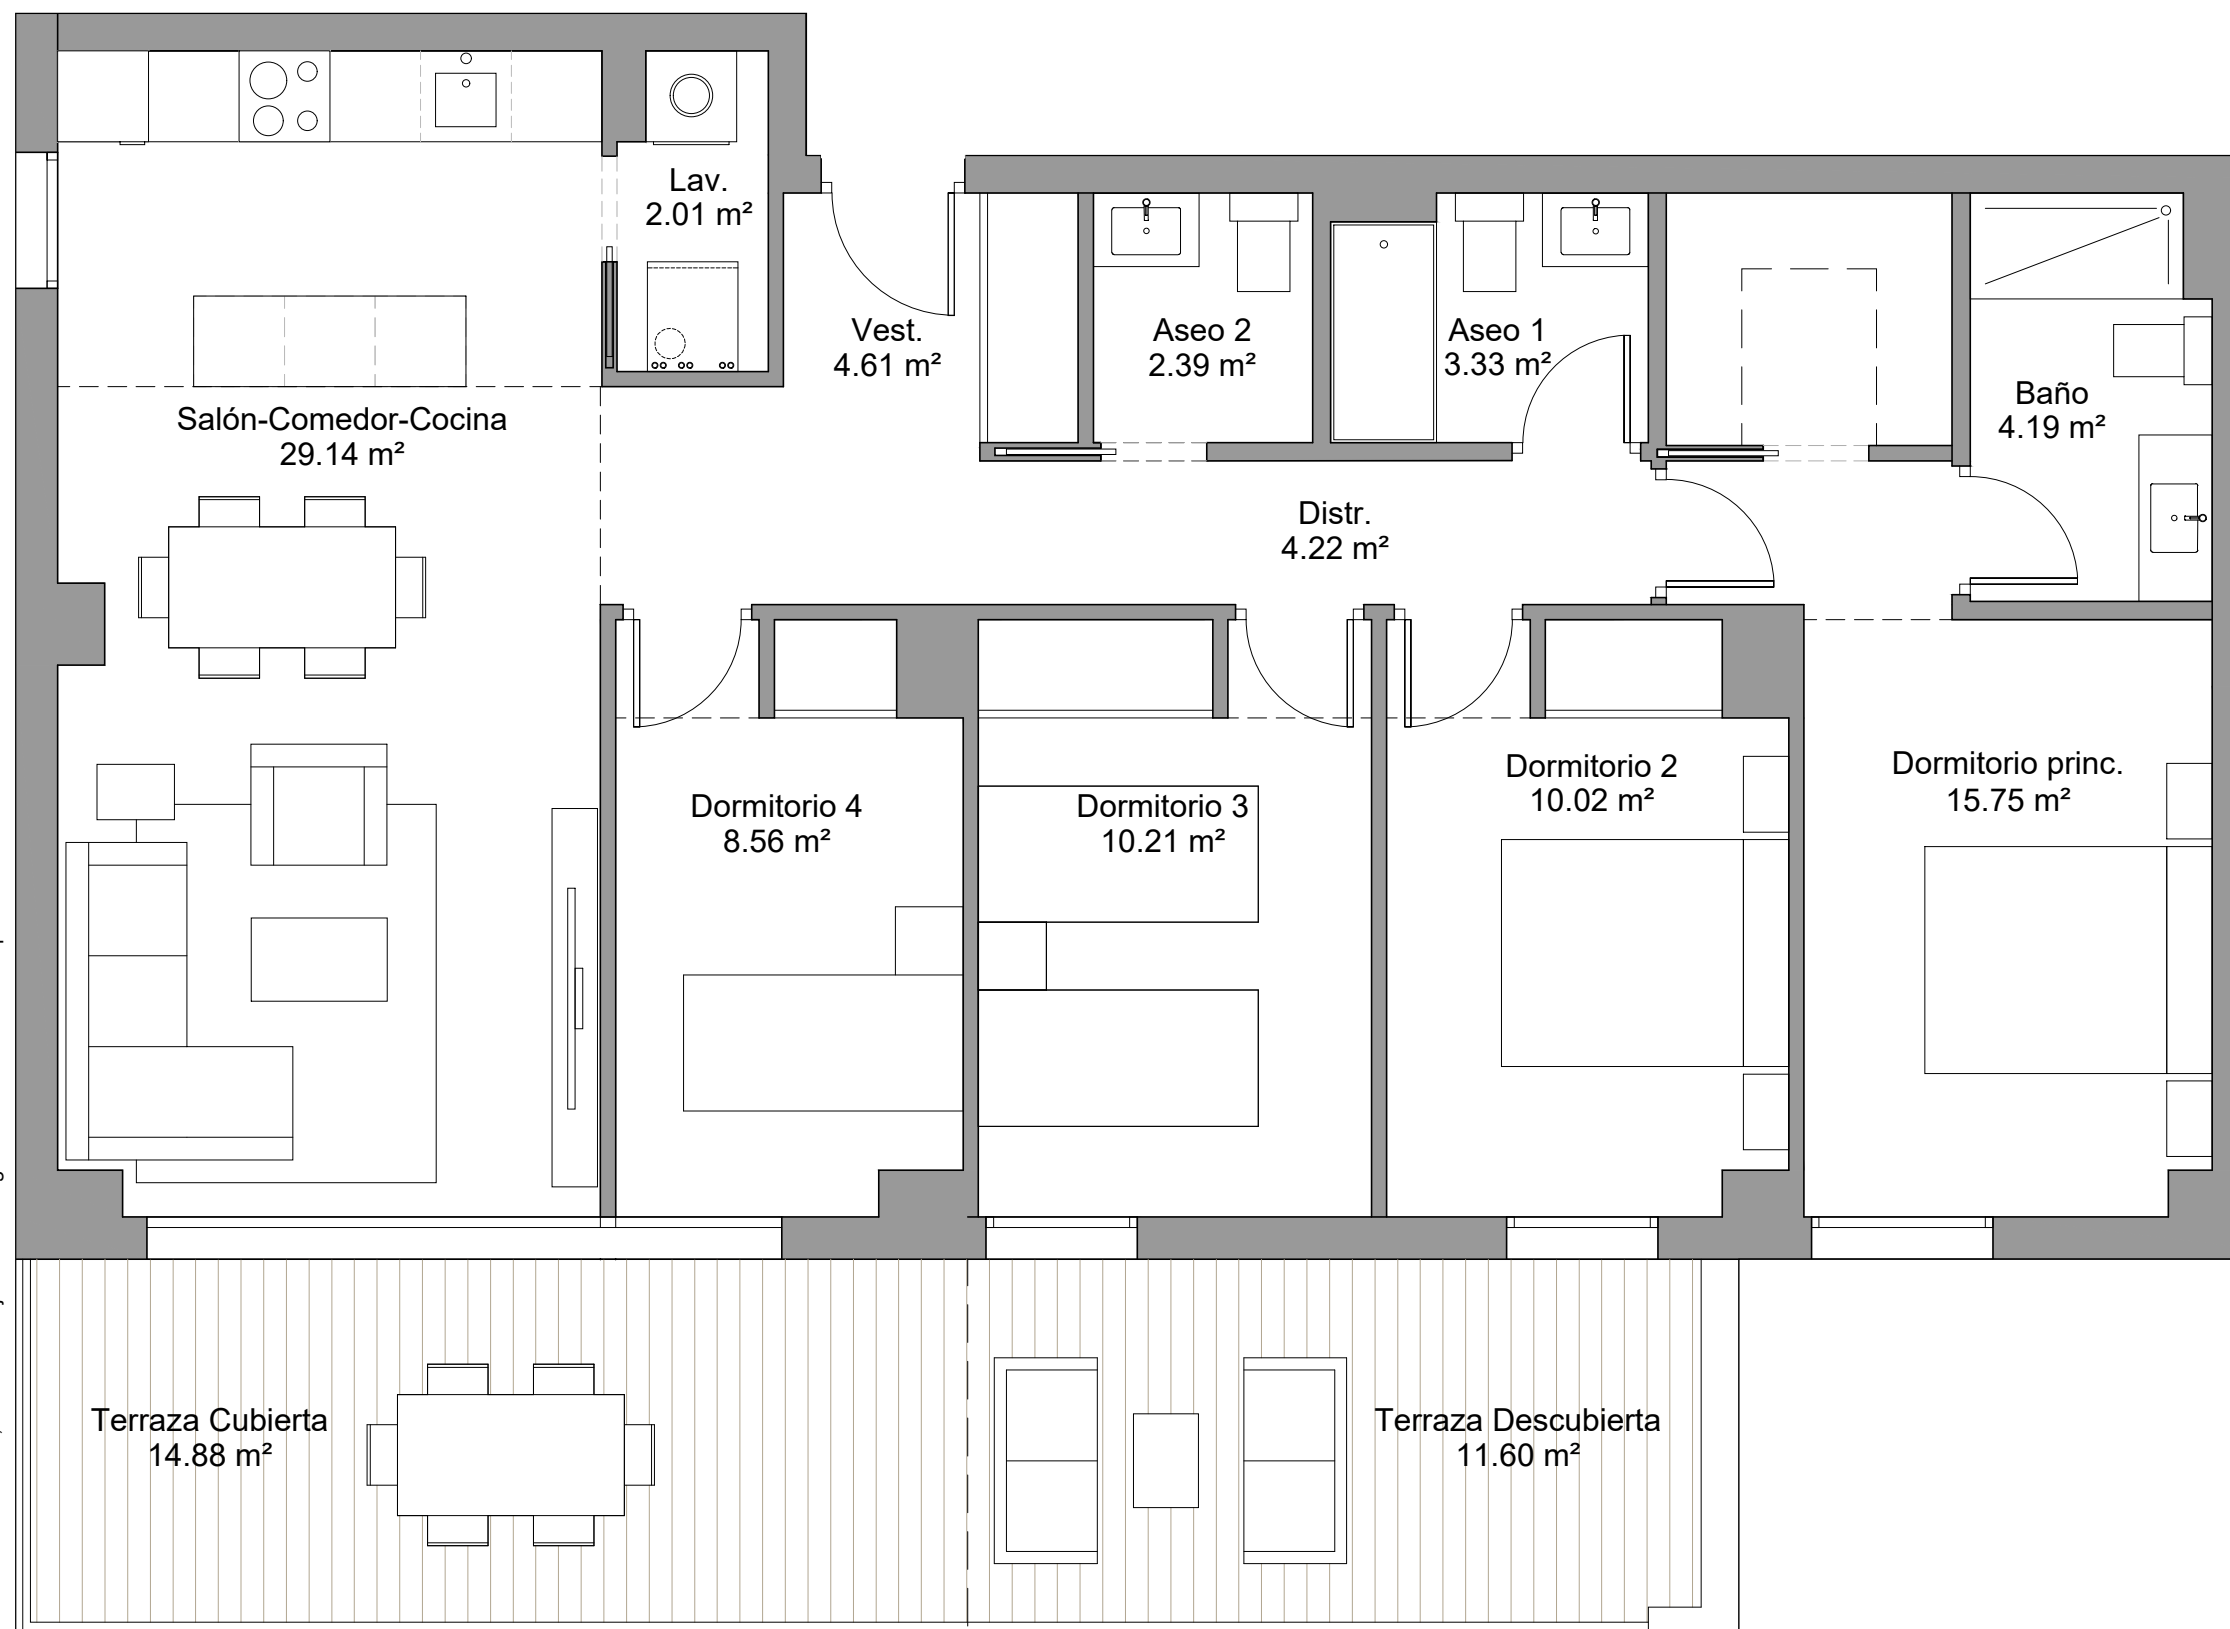 Lav.
2.01 m²
Vest.
4.61 m²
Aseo 2
2.39 m²
Aseo 1
3.33 m²
Baño
4.19 m²
Salón-Comedor-Cocina
29.14 m²
Distr.
4.22 m²
Dormitorio 4
8.56 m²
Dormitorio 3
10.21 m²
Dormitorio 2
10.02 m²
Dormitorio princ.
15.75 m²
Terraza Cubierta
14.88 m²
Terraza Descubierta
11.60 m²